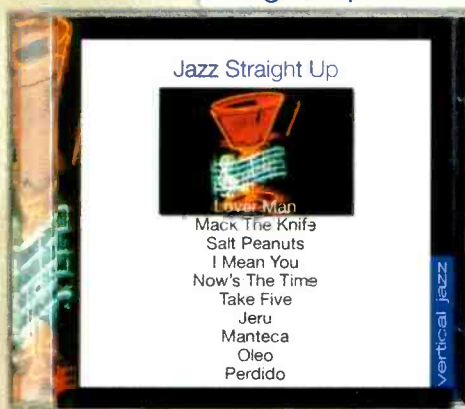 Jazz Straight Up
Lover Man
Mack The Knife
Salt Peanuts
I Mean You
Now's The Time
Take Five
Jeru
Manteca
Oleo
Perdido
vertical jazz